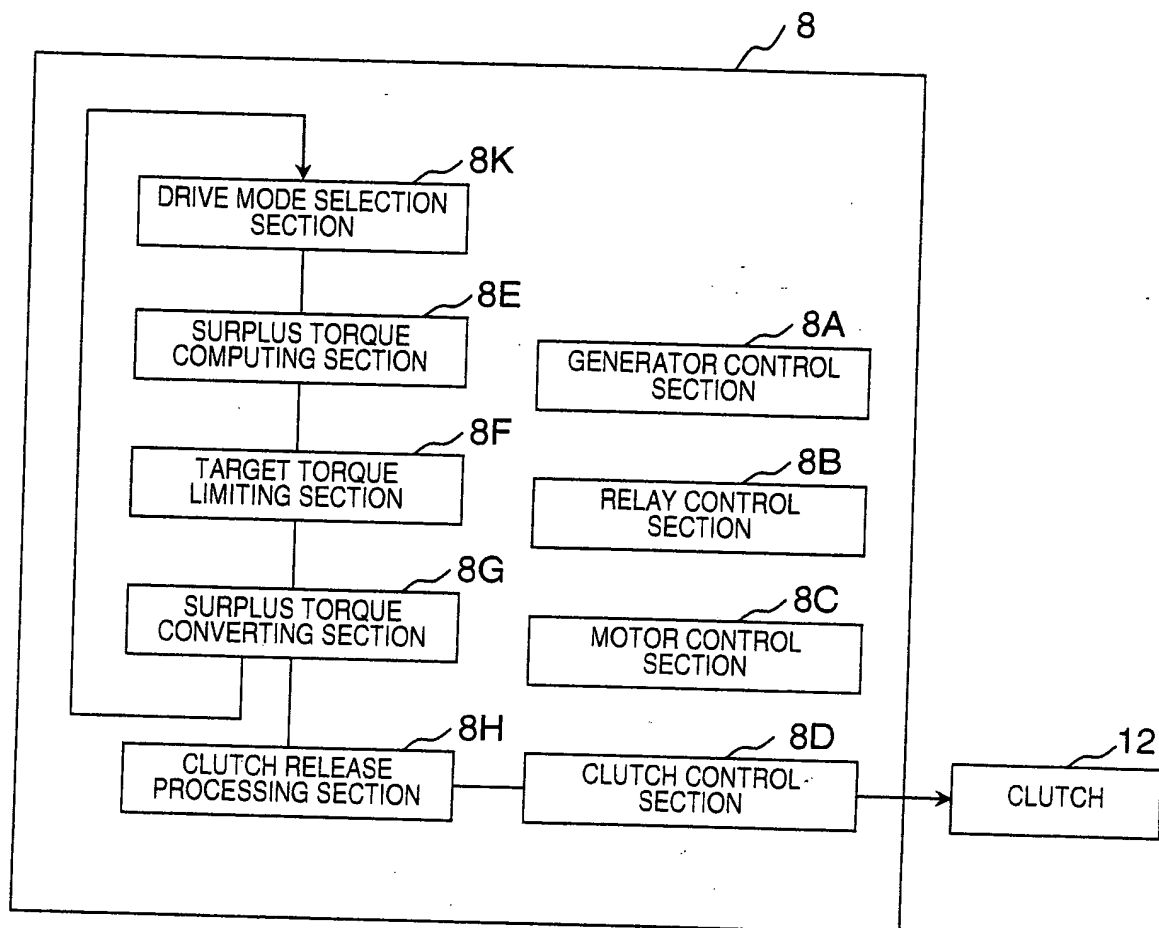 8
8K
DRIVE MODE SELECTION
SECTION
8E
SURPLUS TORQUE
COMPUTING SECTION
8A
GENERATOR CONTROL
SECTION
8F
TARGET TORQUE
LIMITING SECTION
8B
RELAY CONTROL
SECTION
8G
SURPLUS TORQUE
CONVERTING SECTION
8C
MOTOR CONTROL
SECTION
8H
CLUTCH RELEASE
PROCESSING SECTION
8D
CLUTCH CONTROL
SECTION
12
CLUTCH